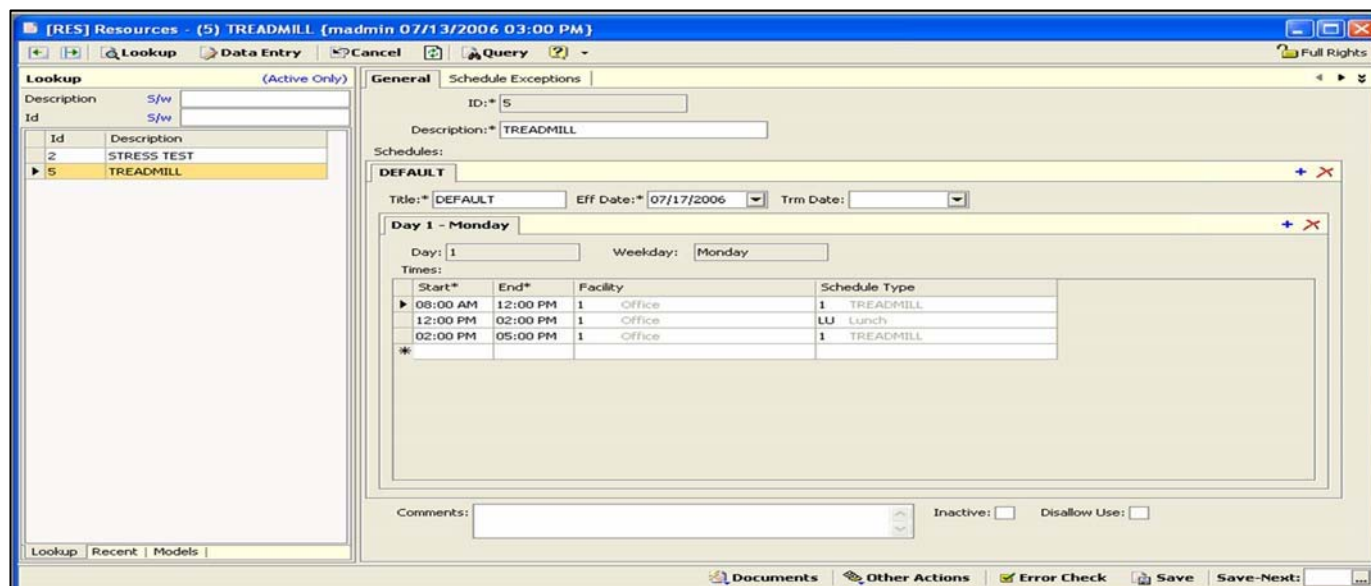 [RES] Resources - (5) TREADMILL {madmin 07/13/2006 03:00 PM}
Lookup Data Entry Cancel Query Full Rights
Lookup (Active Only)
Description S/w
Id S/w
Id Description
2 STRESS TEST
5 TREADMILL
Lookup Recent Models
General Schedule Exceptions
ID:* 5
Description:* TREADMILL
Schedules:
DEFAULT
Title:* DEFAULT Eff Date:* 07/17/2006 Trm Date:
Day 1 - Monday
Day: 1 Weekday: Monday
Times:
Start* End* Facility Schedule Type
08:00 AM 12:00 PM 1 Office 1 TREADMILL
12:00 PM 02:00 PM 1 Office LU Lunch
02:00 PM 05:00 PM 1 Office 1 TREADMILL
Comments: Inactive: Disallow Use:
Documents Other Actions Error Check Save Save-Next: ...